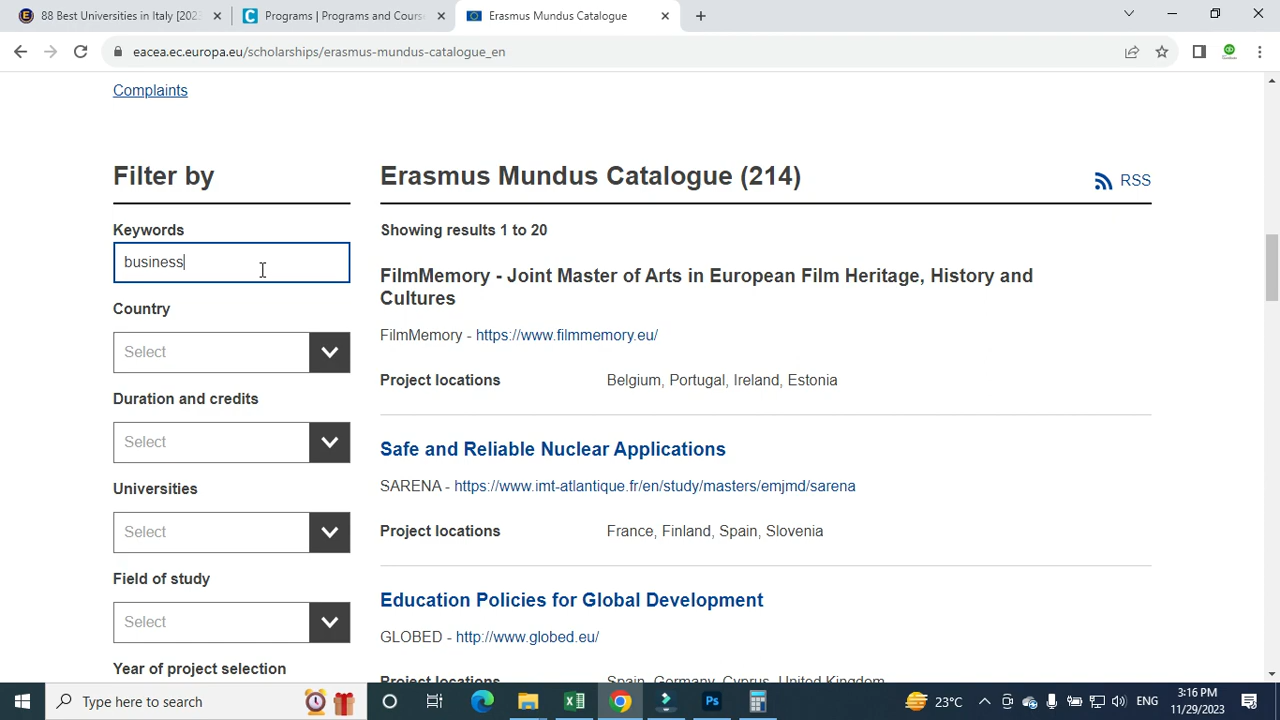 88 Best Universities in Italy [202
Programs | Programs and Course
Erasmus Mundus Catalogue
eacea.ec.europa.eu/scholarships/erasmus-mundus-catalogue_en
Complaints
Filter by
Erasmus Mundus Catalogue (214)
RSS
Keywords
Showing results 1 to 20
business
FilmMemory - Joint Master of Arts in European Film Heritage, History and
Cultures
Country
FilmMemory - https://www.filmmemory.eu/
Select
Project locations
Belgium, Portugal, Ireland, Estonia
Duration and credits
Select
Safe and Reliable Nuclear Applications
SARENA - https://www.imt-atlantique.fr/en/study/masters/emjmd/sarena
Universities
Select
Project locations
France, Finland, Spain, Slovenia
Field of study
Education Policies for Global Development
Select
GLOBED - http://www.globed.eu/
Year of project selection
Project locations
Spain, Germany, Cyprus, United Kingdom
Type here to search
23°C
ENG
3:16 PM
11/29/2023